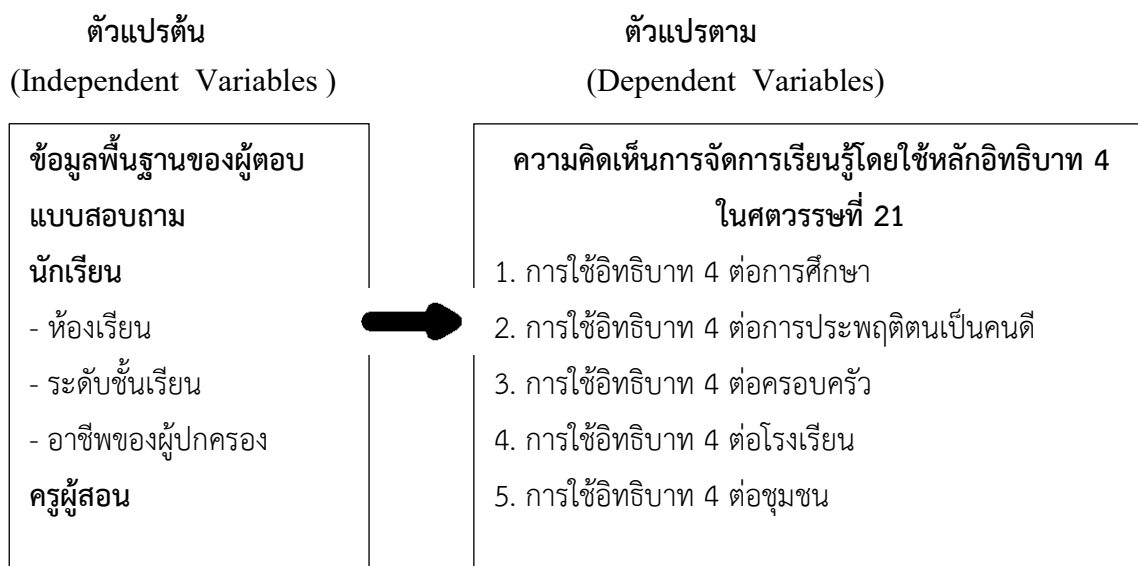 ตัวแปรต้น
(Independent Variables )
ข้อมูลพื้นฐานของผู้ตอบ
แบบสอบถาม
นักเรียน
- ห้องเรียน
- ระดับชั้นเรียน
- อาชีพของผู้ปกครอง
ครูผู้สอน
ตัวแปรตาม
(Dependent Variables)
ความคิดเห็นการจัดการเรียนรู้โดยใช้หลักอิทธิบาท 4
ในศตวรรษที่ 21
1. การใช้อิทธิบาท 4 ต่อการศึกษา
2. การใช้อิทธิบาท 4 ต่อการประพฤติตนเป็นคนดี
3. การใช้อิทธิบาท 4 ต่อครอบครัว
4. การใช้อิทธิบาท 4 ต่อโรงเรียน
5. การใช้อิทธิบาท 4 ต่อชุมชน